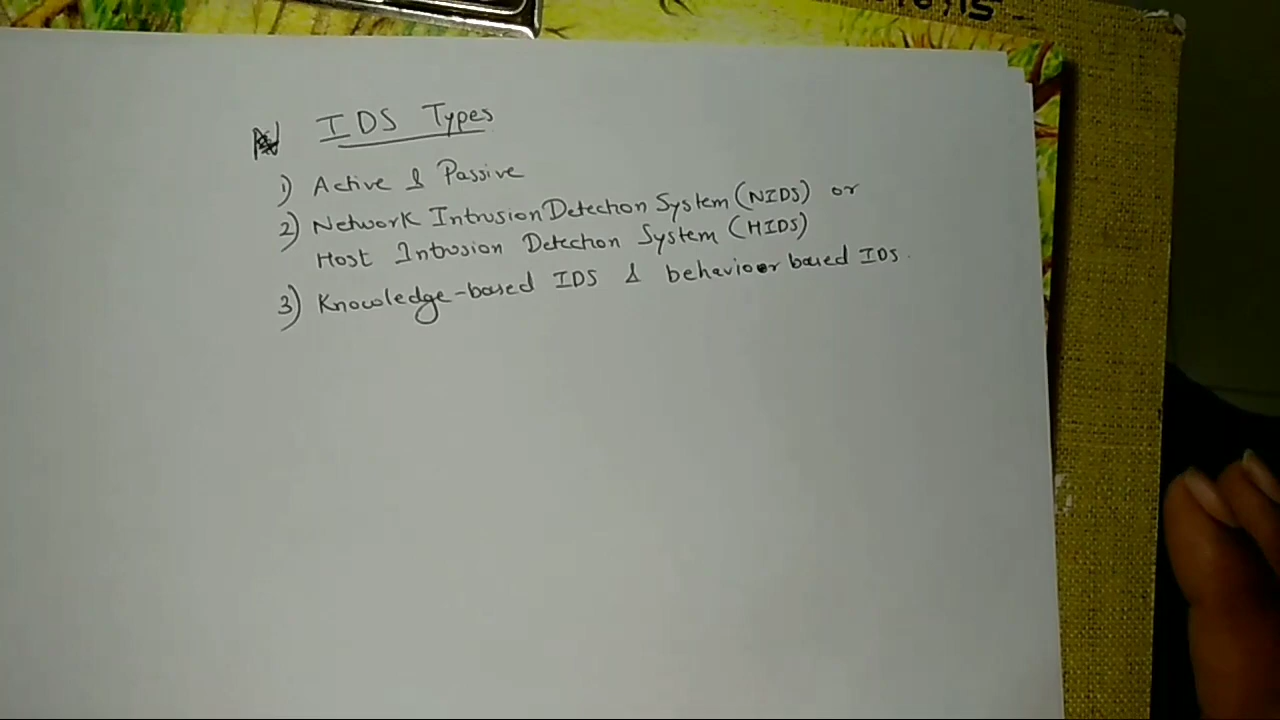 IDS Types
1) Active & Passive
2) Network Intrusion Detection System (NIDS) or
Host Intrusion Detection System (HIDS)
3) Knowledge-based IDS & behaviour based IDS.